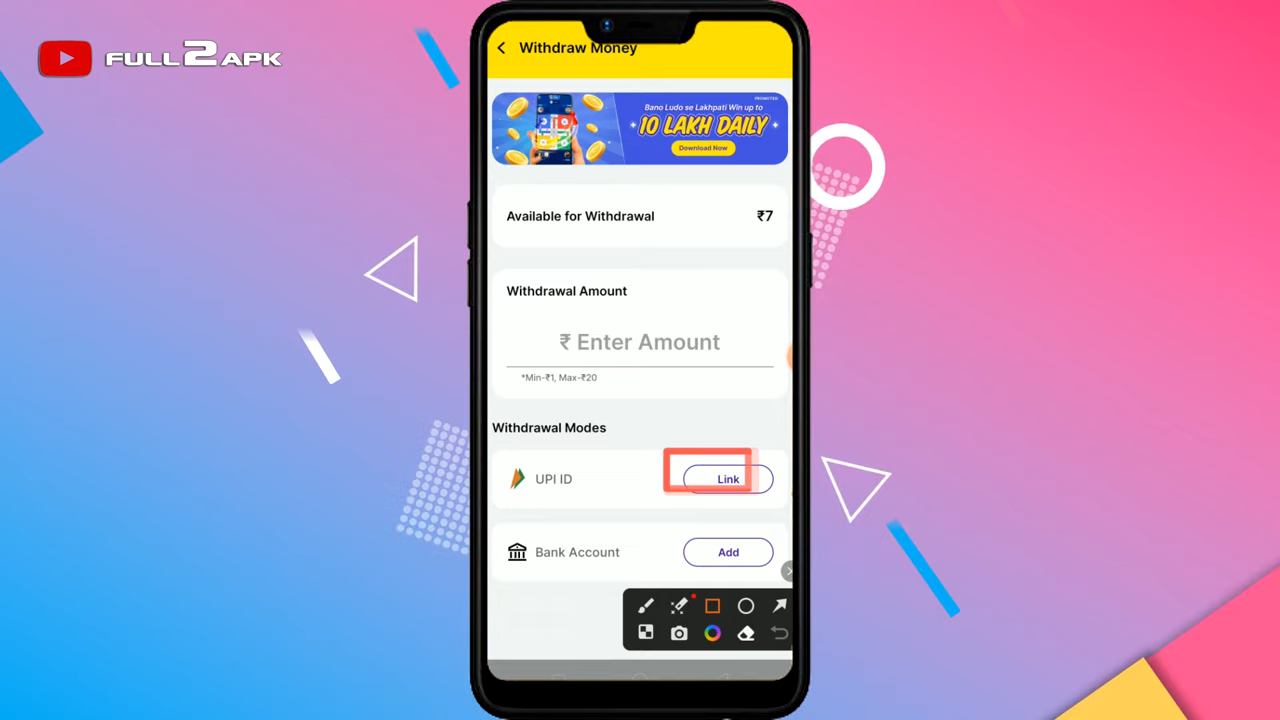 FULL2APK
Withdraw Money
PROMOTED
Bano Ludo se Lakhpati Win up to
10 LAKH DAILY
Download Now
Available for Withdrawal ₹7
Withdrawal Amount
₹ Enter Amount
*Min-₹1, Max-₹20
Withdrawal Modes
UPI ID Link
Bank Account Add